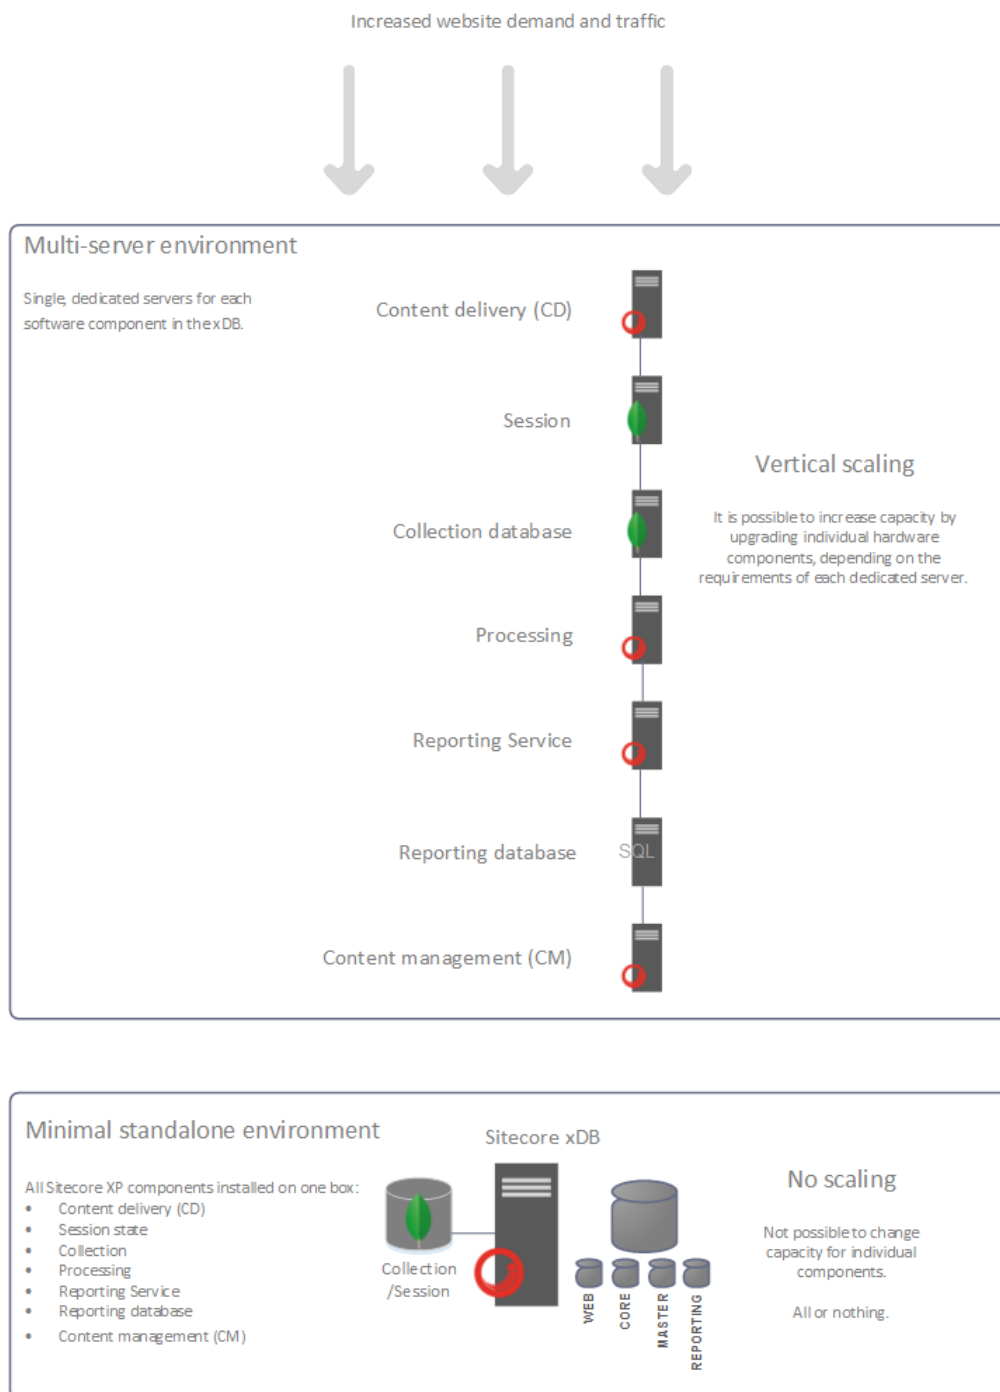 Increased website demand and traffic
Multi-server environment
Single, dedicated servers for each
software component in the xDB.
Content delivery (CD)
Session
Collection database
Processing
Reporting Service
Reporting database
SQL
Content management (CM)
Vertical scaling
It is possible to increase capacity by
upgrading individual hardware
components, depending on the
requirements of each dedicated server.
Minimal standalone environment
All Sitecore XP components installed on one box:
• Content delivery (CD)
• Session state
• Collection
• Processing
• Reporting Service
• Reporting database
• Content management (CM)
Sitecore xDB
Collection
/Session
WEB
CORE
MASTER
REPORTING
No scaling
Not possible to change
capacity for individual
components.
All or nothing.